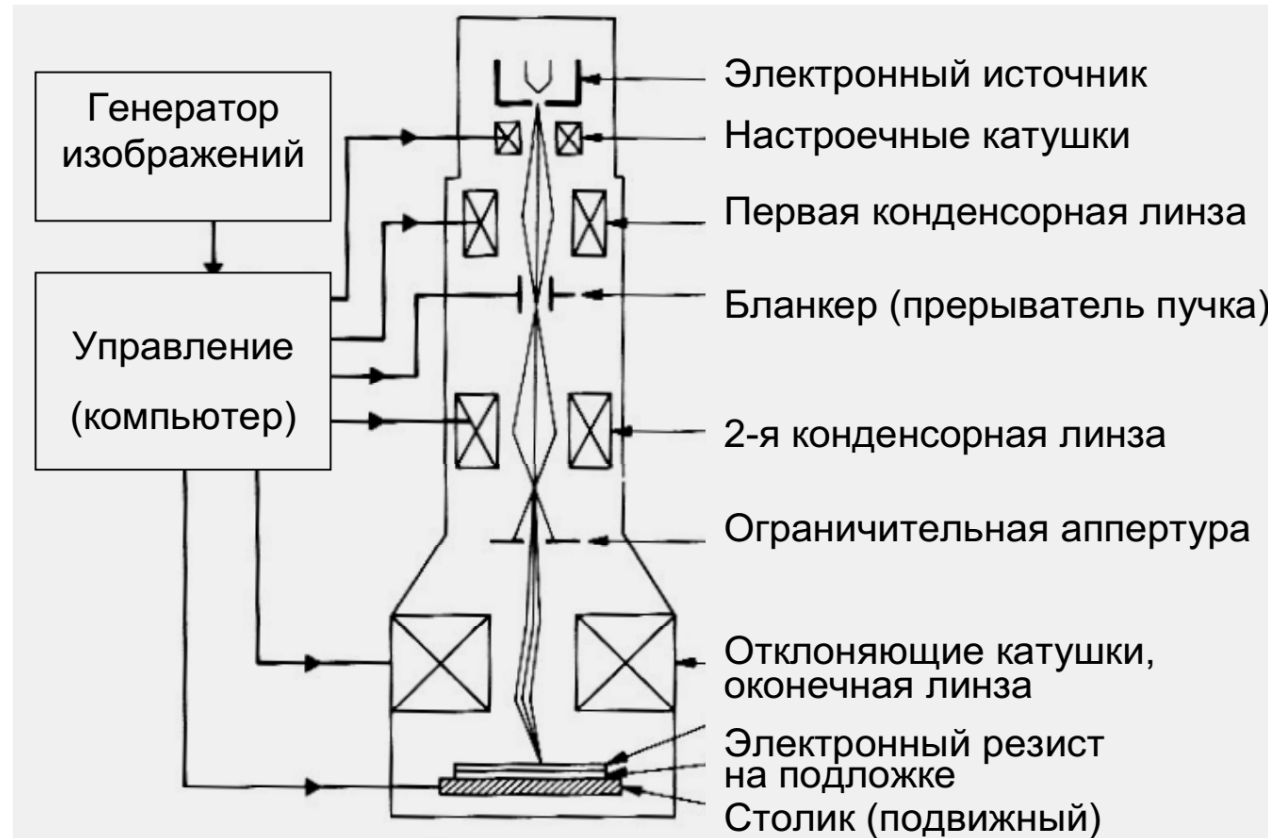 Генератор
изображений
Управление
(компьютер)
Электронный источник
Настроечные катушки
Первая конденсорная линза
Бланкер (прерыватель пучка)
2-я конденсорная линза
Ограничительная аппертура
Отклоняющие катушки,
оконечная линза
Электронный резист
на подложке
Столик (подвижный)